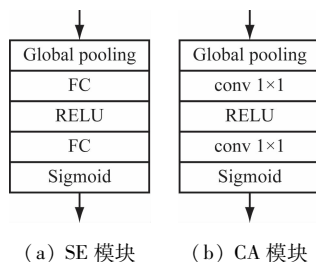 Global pooling
FC
RELU
FC
Sigmoid
(a) SE 模块
Global pooling
conv 1×1
RELU
conv 1×1
Sigmoid
(b) CA 模块